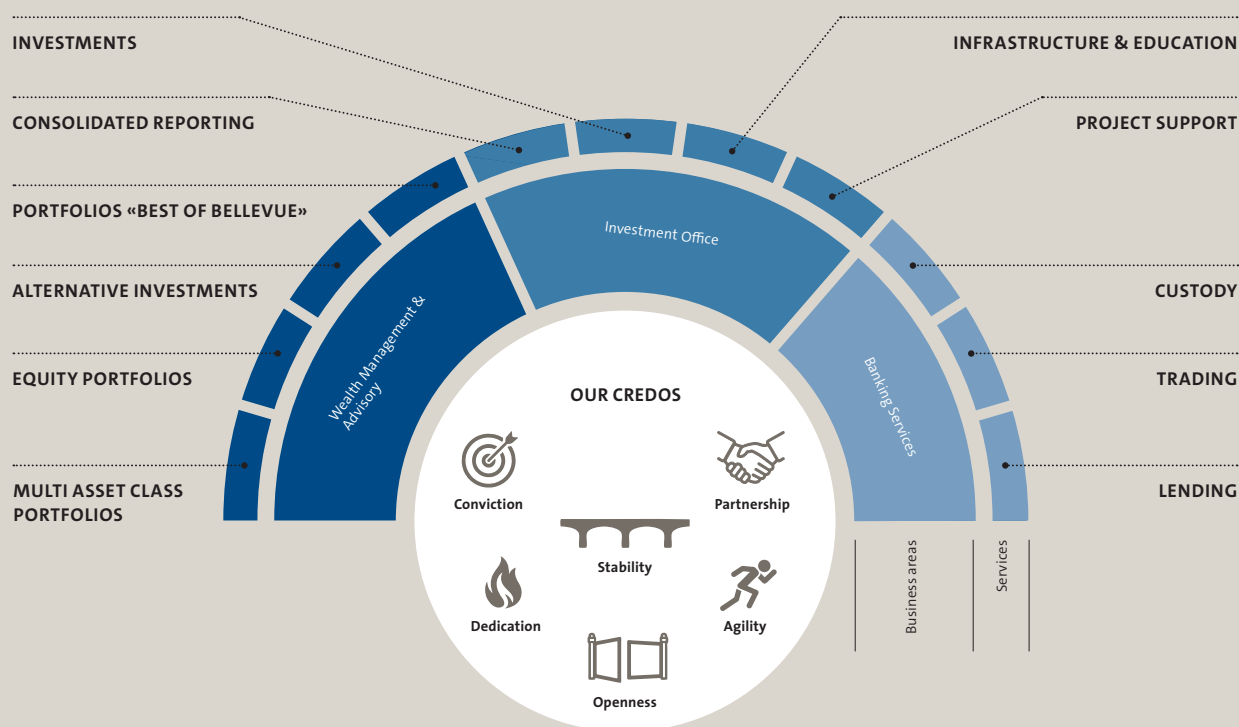 INVESTMENTS
CONSOLIDATED REPORTING
PORTFOLIOS «BEST OF BELLEVUE»
ALTERNATIVE INVESTMENTS
EQUITY PORTFOLIOS
MULTI ASSET CLASS
PORTFOLIOS
INFRASTRUCTURE & EDUCATION
PROJECT SUPPORT
CUSTODY
TRADING
LENDING
Wealth Management &
Advisory
Investment Office
Banking Services
OUR CREDOS
Conviction
Partnership
Stability
Dedication
Agility
Openness
Business areas
Services